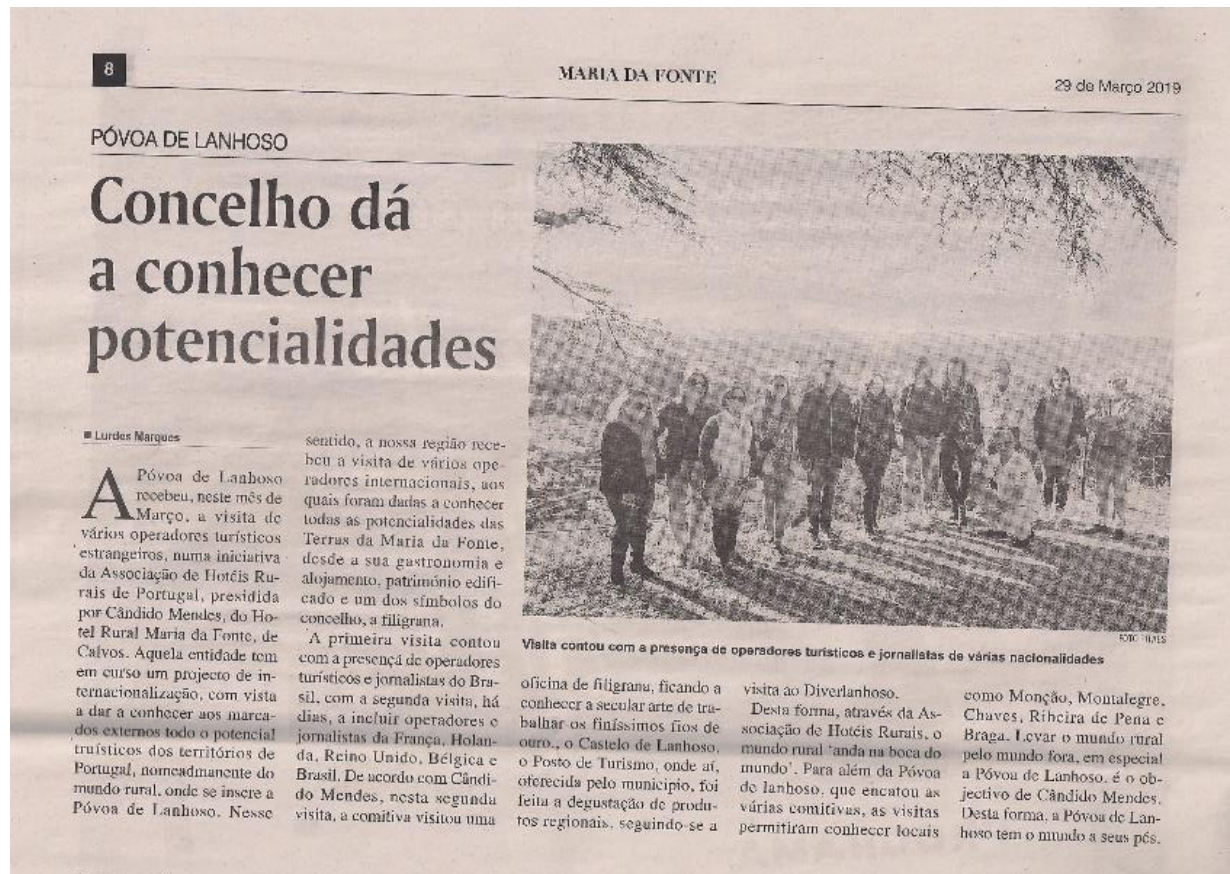 8
MARIA DA FONTE
29 de Março 2019
PÓVOA DE LANHOSO
Concelho dá
a conhecer
potencialidades
■ Lurdes Marques
A Póvoa de Lanhoso
recebeu, neste mês de
Março, a visita de
vários operadores turísticos
estrangeiros, numa iniciativa
da Associação de Hotéis Ru-
rais de Portugal, presidida
por Cândido Mendes, do Ho-
tel Rural Maria da Fonte, de
Calvos. Aquela entidade tem
em curso um projecto de in-
ternacionalização, com vista
a dar a conhecer aos merca-
dos externos todo o potencial
truísticos dos territórios de
Portugal, nomeadmanente do
mundo rural, onde se insere a
Póvoa de Lanhoso. Nesse
sentido, a nossa região rece-
beu a visita de vários ope-
radores internacionais, aos
quais foram dadas a conhecer
todas as potencialidades das
Terras da Maria da Fonte,
desde a sua gastronomia e
alojamento, património edifi-
cado e um dos símbolos do
concelho, a filigrana.
A primeira visita contou
com a presença de operadores
turísticos e jornalistas do Bra-
sil, com a segunda visita, há
dias, a incluir operadores e
jornalistas da França, Holan-
da, Reino Unido, Bélgica e
Brasil. De acordo com Cândi-
do Mendes, nesta segunda
visita, a comitiva visitou uma
FOTO
Visita contou com a presença de operadores turísticos e jornalistas de várias nacionalidades
oficina de filigrana, ficando a
conhecer a secular arte de tra-
balhar os finíssimos fios de
ouro., o Castelo de Lanhoso,
o Posto de Turismo, onde aí,
oferecida pelo município, foi
feita a degustação de produ-
tos regionais, seguindo-se a
visita ao Diverlanhoso.
Desta forma, através da As-
sociação de Hotéis Rurais, o
mundo rural 'anda na boca do
mundo'. Para além da Póvoa
de lanhoso, que encatou as
várias comitivas, as visitas
permitiram conhecer locais
como Monção, Montalegre,
Chaves, Ribeira de Pena e
Braga. Levar o mundo rural
pelo mundo fora, em especial
a Póvoa de Lanhoso, é o ob-
jectivo de Cândido Mendes.
Desta forma, a Póvoa de Lan-
hoso tem o mundo a seus pés.